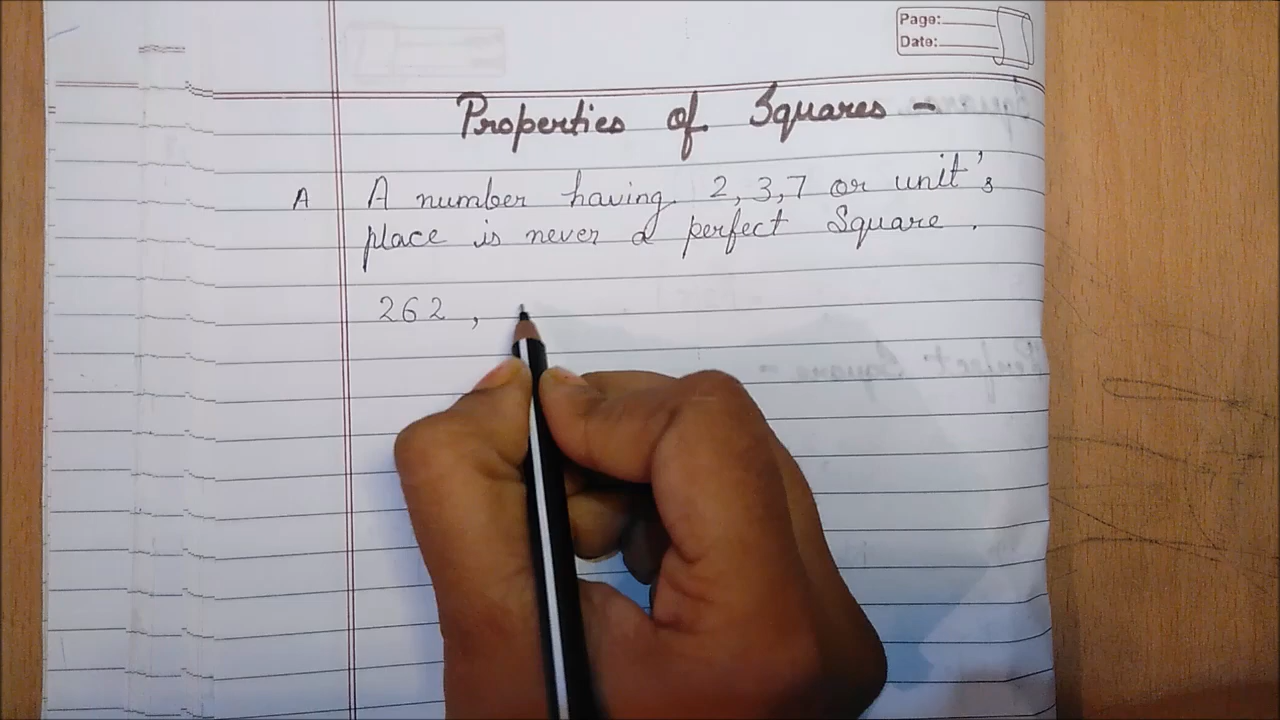 Page:
Date:
Properties of Squares -
A A number having 2, 3, 7 or unit's
place is never a perfect Square.
262 ,